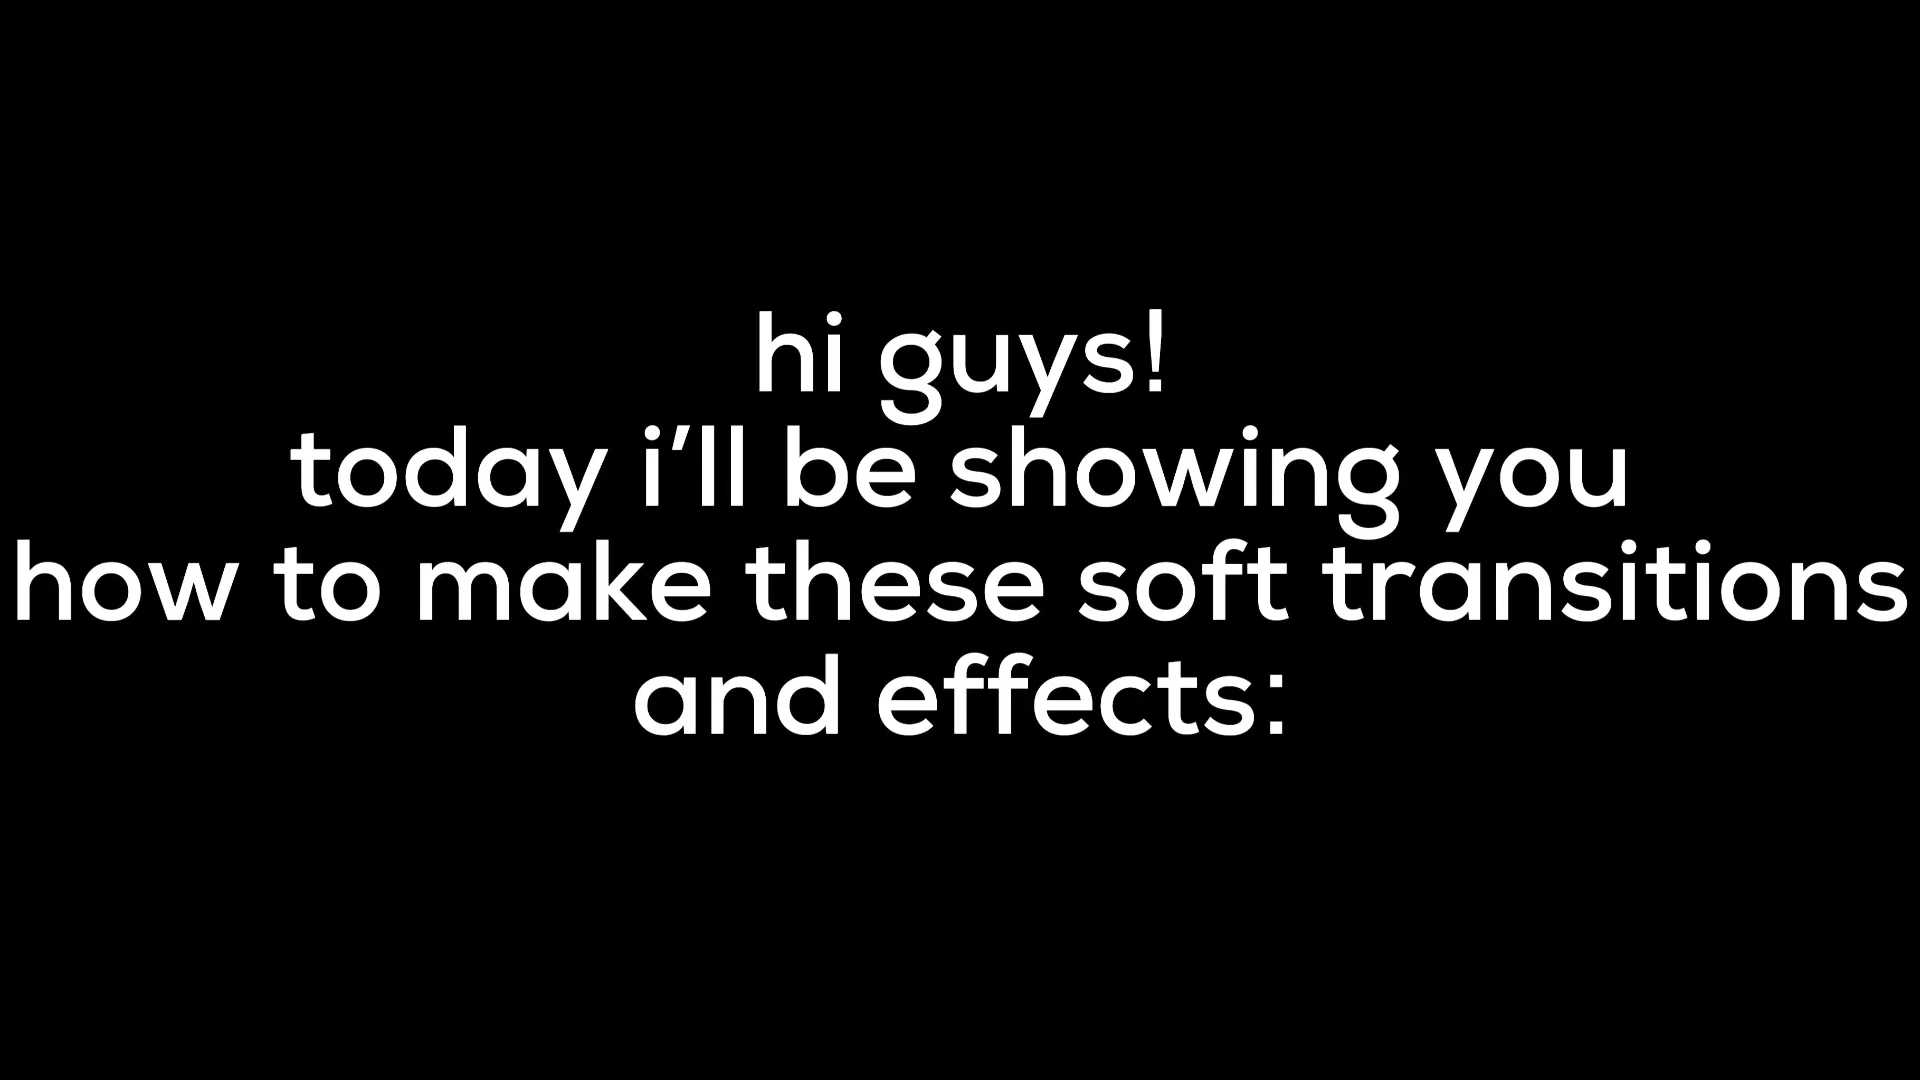 hi guys!
today i’ll be showing you
how to make these soft transitions
and effects: